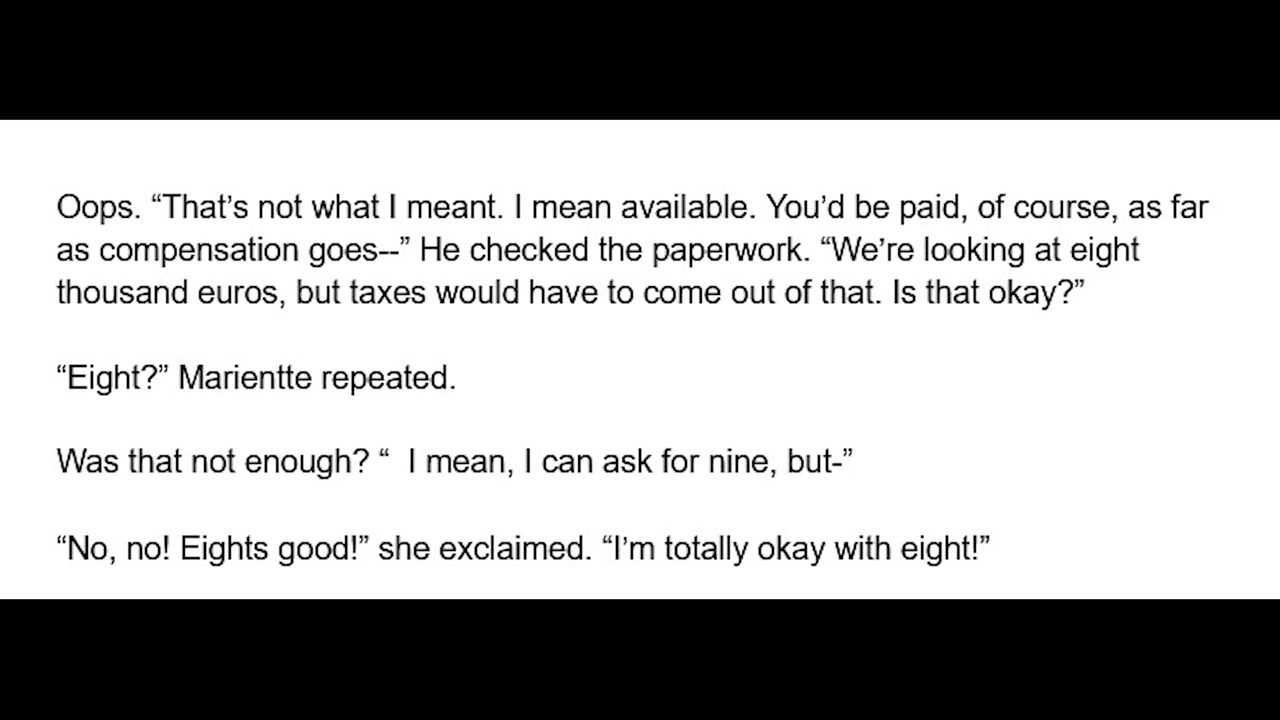 Oops. “That’s not what I meant. I mean available. You’d be paid, of course, as far
as compensation goes--” He checked the paperwork. “We’re looking at eight
thousand euros, but taxes would have to come out of that. Is that okay?”
“Eight?” Marientte repeated.
Was that not enough? “  I mean, I can ask for nine, but-”
“No, no! Eights good!” she exclaimed. “I’m totally okay with eight!”